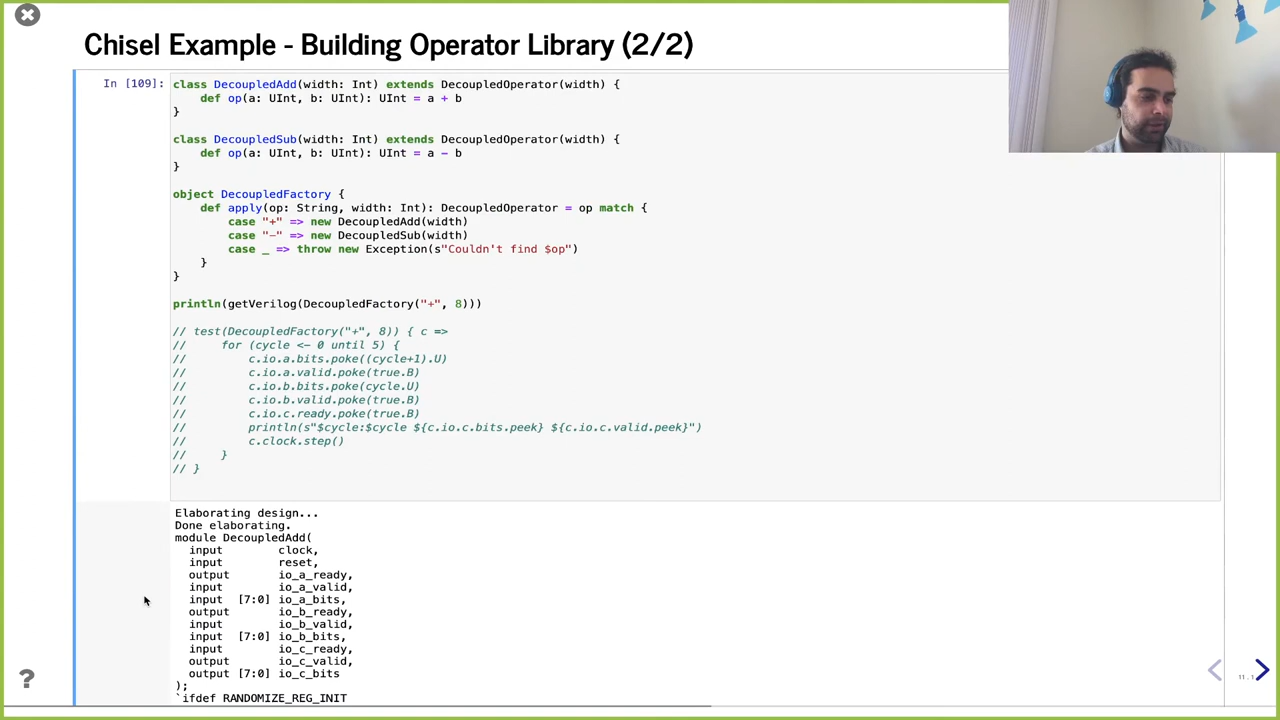 Chisel Example - Building Operator Library (2/2)
In [109]:
class DecoupledAdd(width: Int) extends DecoupledOperator(width) {
    def op(a: UInt, b: UInt): UInt = a + b
}
class DecoupledSub(width: Int) extends DecoupledOperator(width) {
    def op(a: UInt, b: UInt): UInt = a - b
}
object DecoupledFactory {
    def apply(op: String, width: Int): DecoupledOperator = op match {
        case "+" => new DecoupledAdd(width)
        case "-" => new DecoupledSub(width)
        case _ => throw new Exception(s"Couldn't find $op")
    }
}
println(getVerilog(DecoupledFactory("+", 8)))
// test(DecoupledFactory("+", 8)) { c =>
//     for (cycle <- 0 until 5) {
//         c.io.a.bits.poke((cycle+1).U)
//         c.io.a.valid.poke(true.B)
//         c.io.b.bits.poke(cycle.U)
//         c.io.b.valid.poke(true.B)
//         c.io.c.ready.poke(true.B)
//         println(s"$cycle:$cycle ${c.io.c.bits.peek} ${c.io.c.valid.peek}")
//         c.clock.step()
//     }
// }
Elaborating design...
Done elaborating.
module DecoupledAdd(
  input        clock,
  input        reset,
  output       io_a_ready,
  input        io_a_valid,
  input  [7:0] io_a_bits,
  output       io_b_ready,
  input        io_b_valid,
  input  [7:0] io_b_bits,
  input        io_c_ready,
  output       io_c_valid,
  output [7:0] io_c_bits
);
`ifdef RANDOMIZE_REG_INIT
?
11.1